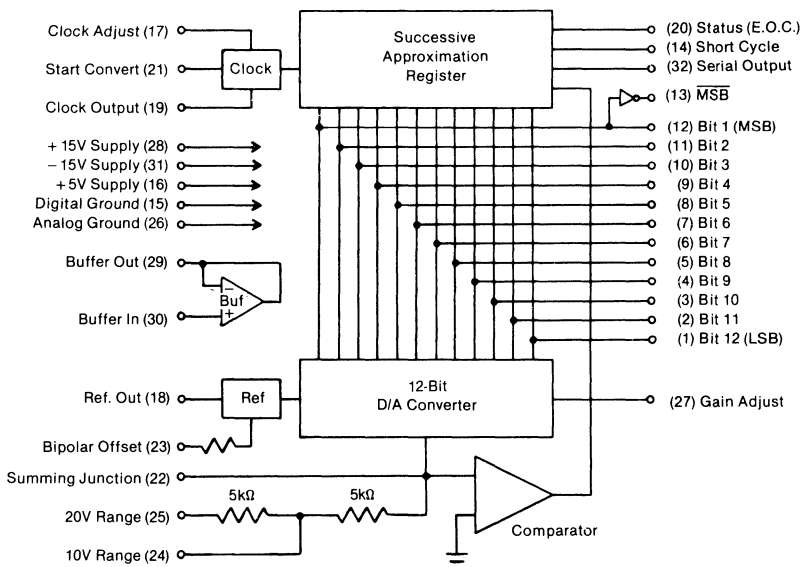 Clock Adjust (17)
Start Convert (21)
Clock Output (19)
Clock
Successive
Approximation
Register
(20) Status (E.O.C.)
(14) Short Cycle
(32) Serial Output
(13) M̅S̅B̅
(12) Bit 1 (MSB)
(11) Bit 2
(10) Bit 3
(9) Bit 4
(8) Bit 5
(7) Bit 6
(6) Bit 7
(5) Bit 8
(4) Bit 9
(3) Bit 10
(2) Bit 11
(1) Bit 12 (LSB)
+15V Supply (28)
−15V Supply (31)
+5V Supply (16)
Digital Ground (15)
Analog Ground (26)
Buffer Out (29)
−
Buf
+
Buffer In (30)
Ref. Out (18)
Ref
12-Bit
D/A Converter
(27) Gain Adjust
Bipolar Offset (23)
Summing Junction (22)
5kΩ
5kΩ
20V Range (25)
10V Range (24)
Comparator